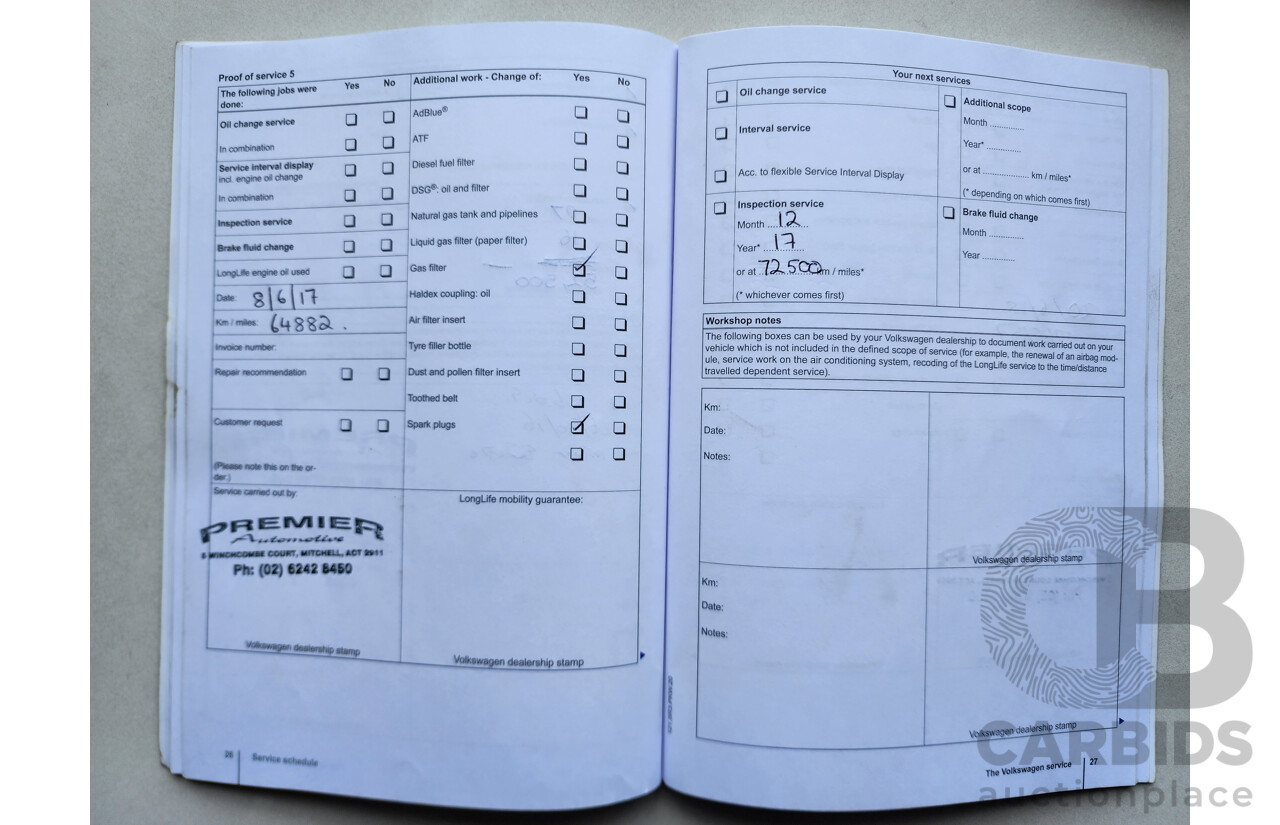 Proof of service 5
The following jobs were done: Yes No
Oil change service
In combination
Service interval display
incl. engine oil change
In combination
Inspection service
Brake fluid change
LongLife engine oil used
Date: 8/6/17
Km / miles: 64882.
Invoice number:
Repair recommendation
Customer request
(Please note this on the or-
der.)
Service carried out by:
PREMIER
Automotive
WINCHCOMBE COURT, MITCHELL, ACT 2911
Ph: (02) 6242 8450
Volkswagen dealership stamp
Additional work - Change of: Yes No
AdBlue®
ATF
Diesel fuel filter
DSG®: oil and filter
Natural gas tank and pipelines
Liquid gas filter (paper filter)
Gas filter
Haldex coupling: oil
Air filter insert
Tyre filler bottle
Dust and pollen filter insert
Toothed belt
Spark plugs
LongLife mobility guarantee:
Volkswagen dealership stamp
26 Service schedule
Your next services
Oil change service
Interval service
Acc. to flexible Service Interval Display
Inspection service
Month ....12...
Year* ...17......
or at ..72500..km / miles*
(* whichever comes first)
Additional scope
Month ..............
Year* ..............
or at ................... km / miles*
(* depending on which comes first)
Brake fluid change
Month ..............
Year .............
Workshop notes
The following boxes can be used by your Volkswagen dealership to document work carried out on your
vehicle which is not included in the defined scope of service (for example, the renewal of an airbag mod-
ule, service work on the air conditioning system, recoding of the LongLife service to the time/distance
travelled dependent service).
Km:
Date:
Notes:
Volkswagen dealership stamp
Km:
Date:
Notes:
Volkswagen dealership stamp
The Volkswagen service 27
CB
CARBIDS
auctionplace